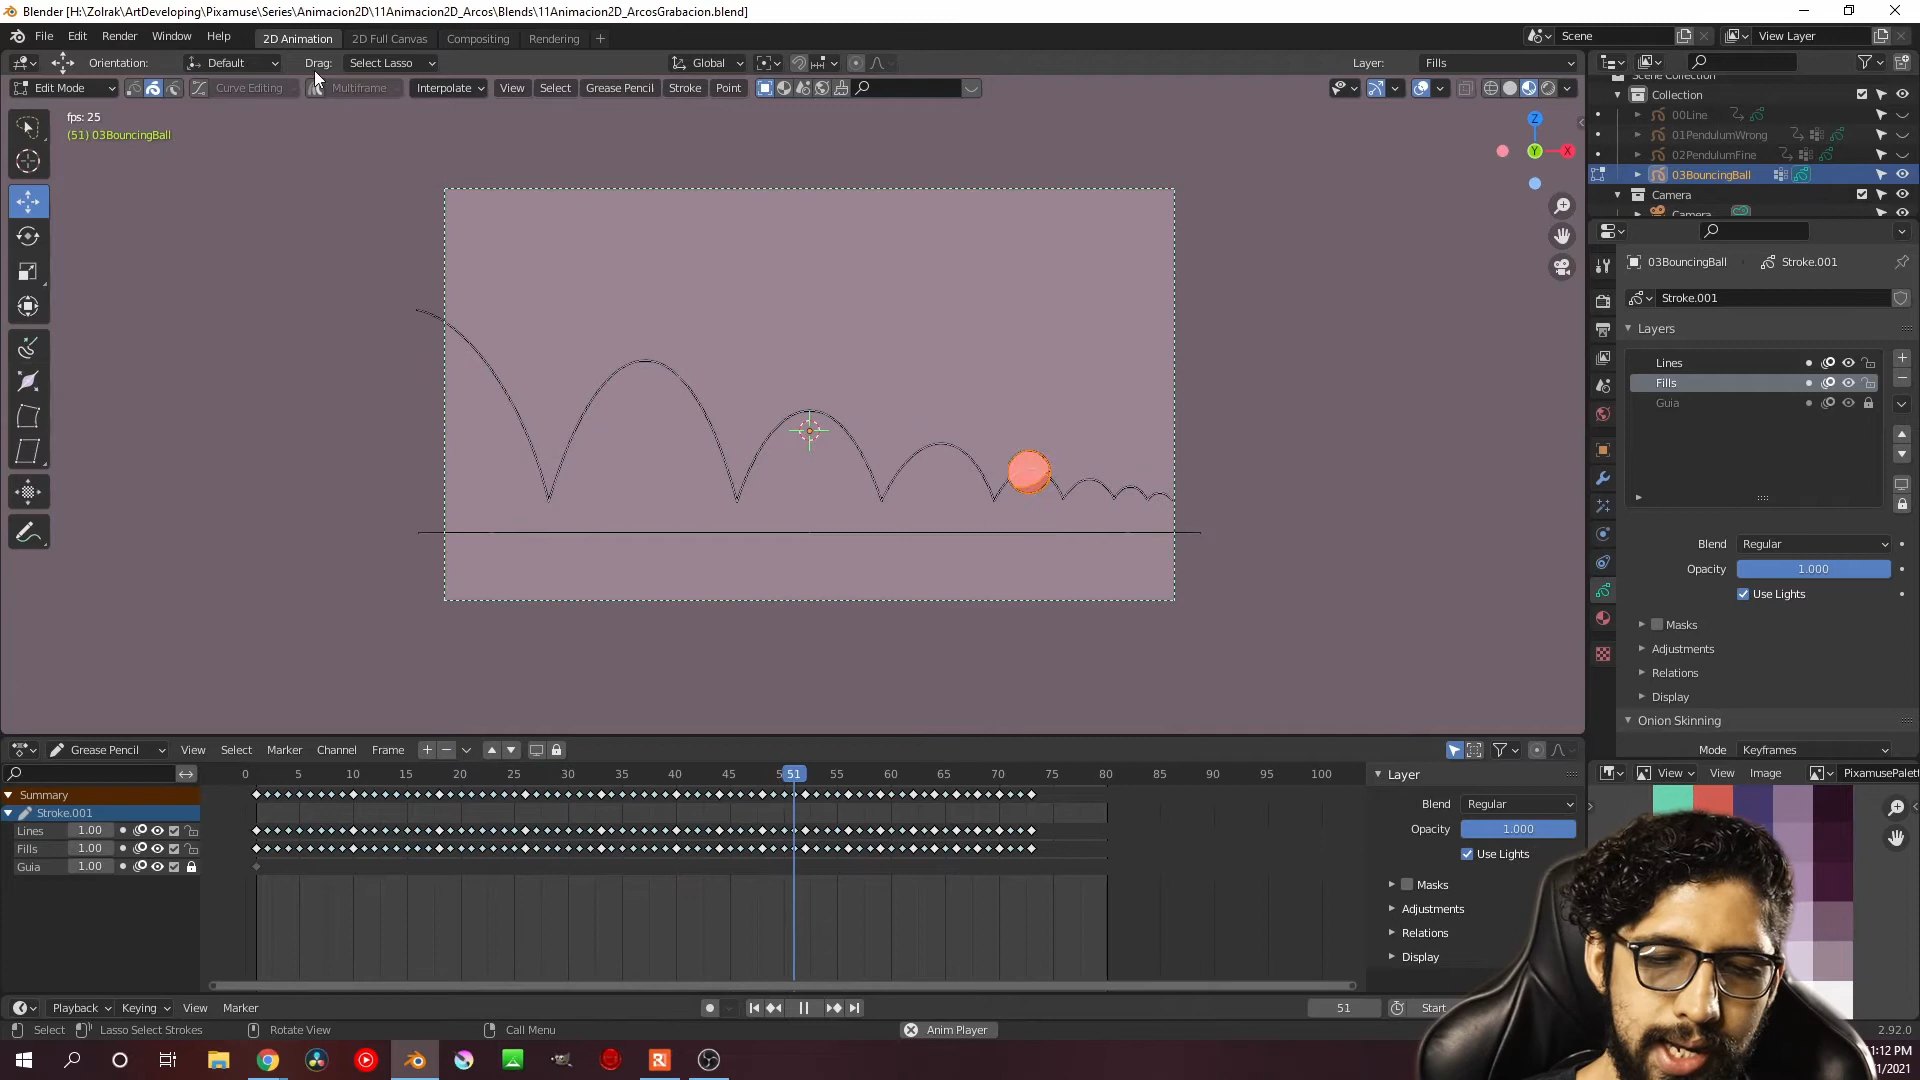 Blender [H:\Zolrak\ArtDeveloping\Pixamuse\Series\Animacion2D\11Animacion2D_Arcos\Blends\11Animacion2D_ArcosGrabacion.blend]
File Edit Render Window Help 2D Animation 2D Full Canvas Compositing Rendering + Scene View Layer
Orientation: Default Drag: Select Lasso Global Layer: Fills
Edit Mode Curve Editing Multiframe Interpolate View Select Grease Pencil Stroke Point
fps: 25
(51) 03BouncingBall
Z
Y
X
Collection
00Line
01PendulumWrong
02PendulumFine
03BouncingBall
Camera
03BouncingBall Stroke.001
Stroke.001
Layers
Lines
Fills
Guia
Blend Regular
Opacity 1.000
Use Lights
Masks
Adjustments
Relations
Display
Onion Skinning
Mode Keyframes
Grease Pencil View Select Marker Channel Frame
0 5 10 15 20 25 30 35 40 45 51 55 60 65 70 75 80 85 90 95 100
Summary
Stroke.001
Lines 1.00
Fills 1.00
Guia 1.00
Layer
Blend Regular
Opacity 1.000
Use Lights
Masks
Adjustments
Relations
Display
View View Image
Playback Keying View Marker 51 Start
Select Lasso Select Strokes Rotate View Call Menu Anim Player 2.92.0
1:12 PM
1/2021